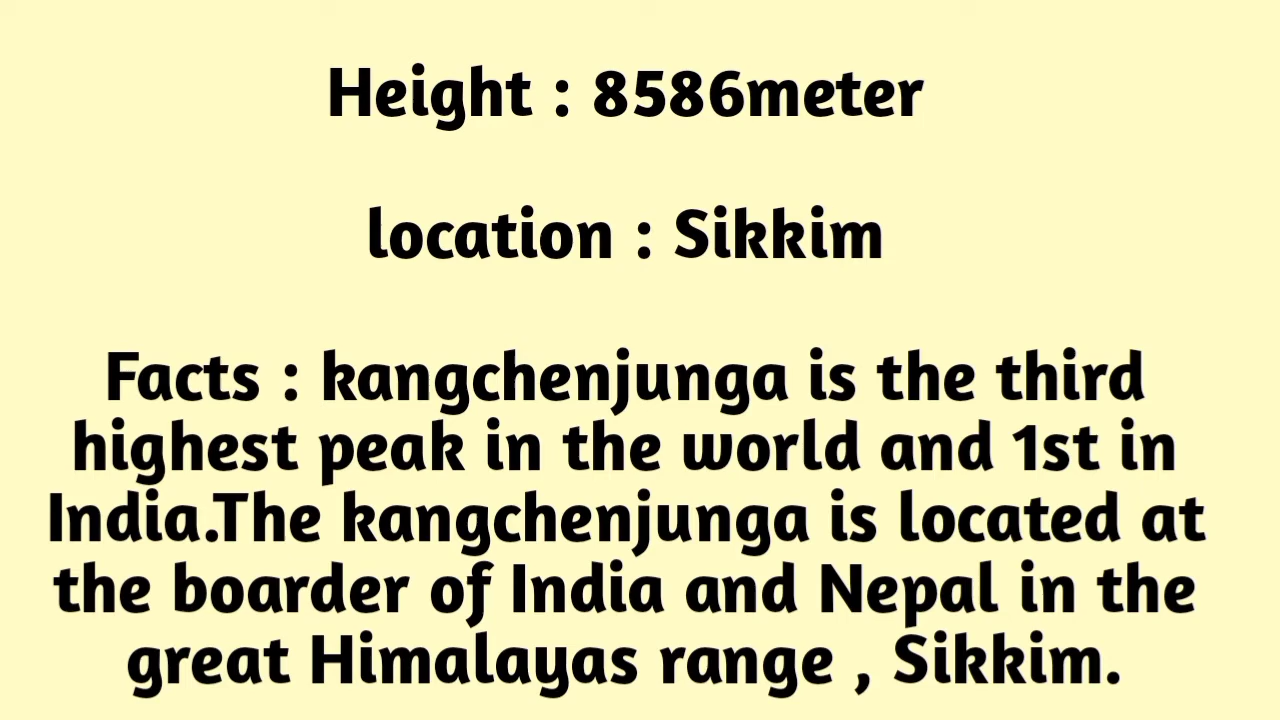 Height : 8586meter
location : Sikkim
Facts : kangchenjunga is the third
highest peak in the world and 1st in
India.The kangchenjunga is located at
the boarder of India and Nepal in the
great Himalayas range , Sikkim.